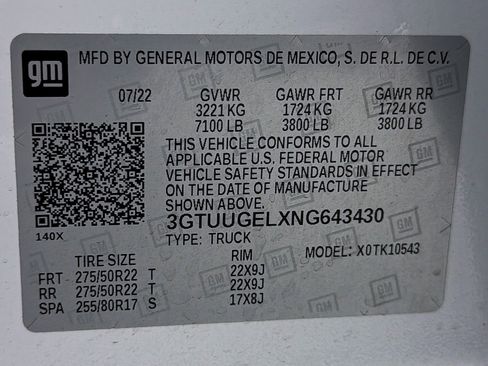 gm
MFD BY GENERAL MOTORS DE MEXICO, S. DE R.L. DE C.V.
07/22 GVWR GAWR FRT GAWR RR
3221 KG 1724 KG 1724 KG
7100 LB 3800 LB 3800 LB
THIS VEHICLE CONFORMS TO ALL
APPLICABLE U.S. FEDERAL MOTOR
VEHICLE SAFETY STANDARDS IN EFFECT
ON THE DATE OF MANUFACTURE SHOWN ABOVE.
3GTUUGELXNG643430
140X
TYPE: TRUCK MODEL: X0TK10543
TIRE SIZE RIM
FRT 275/50R22 T 22X9J
RR 275/50R22 T 22X9J
SPA 255/80R17 S 17X8J